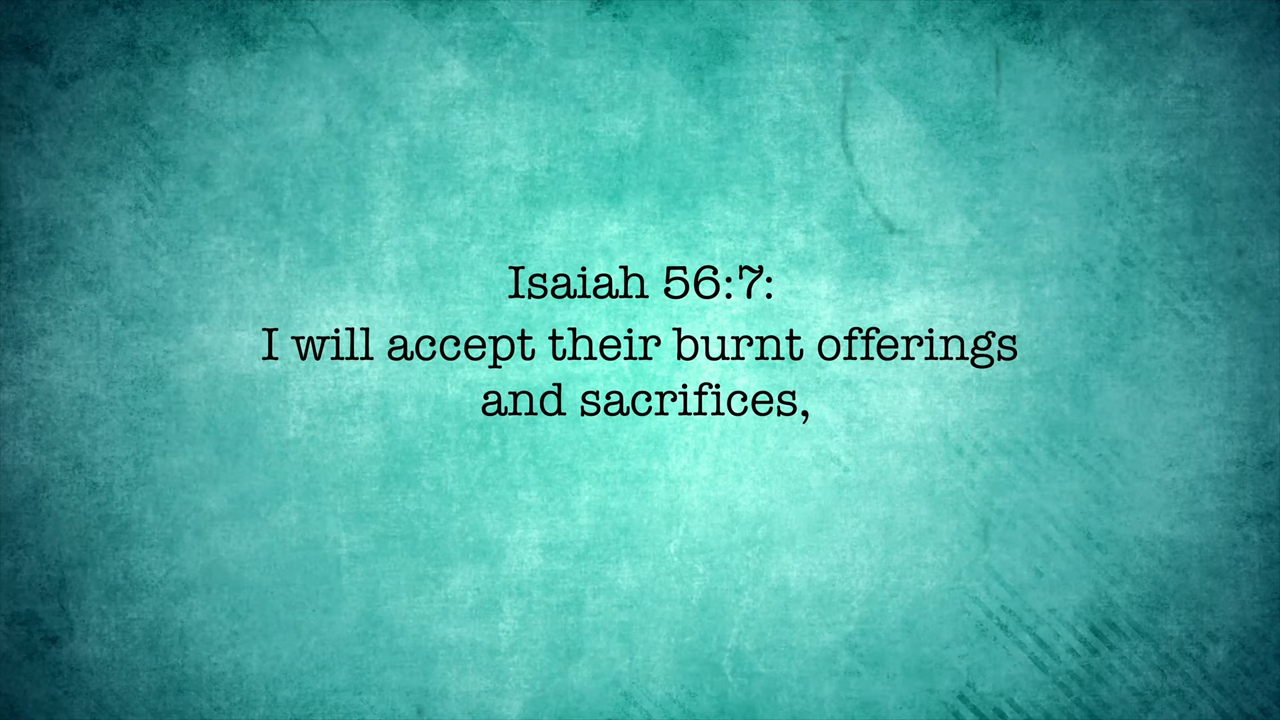 Isaiah 56:7:
I will accept their burnt offerings
and sacrifices,